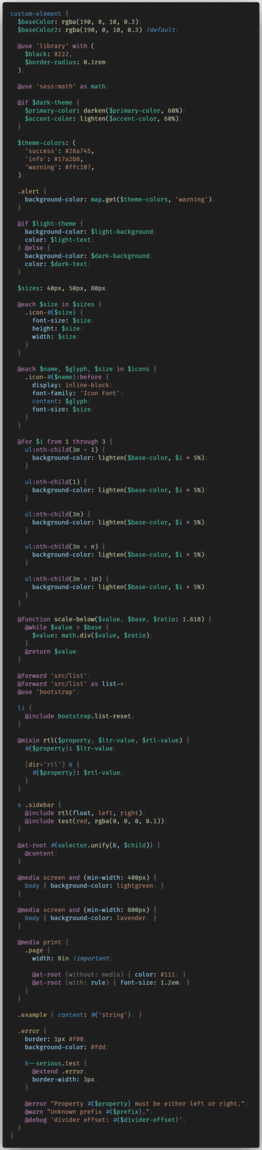 custom-element {
$baseColor: rgba(190, 0, 10, 0.3);
$baseColor2: rgba(190, 0, 10, 0.3) !default;
@use 'library' with (
$black: #222,
$border-radius: 0.1rem
);
@use 'sass:math' as math;
@if $dark-theme {
$primary-color: darken($primary-color, 60%);
$accent-color: lighten($accent-color, 60%);
}
$theme-colors: (
'success': #28a745,
'info': #17a2b8,
'warning': #ffc107,
);
.alert {
background-color: map.get($theme-colors, 'warning');
}
@if $light-theme {
background-color: $light-background;
color: $light-text;
} @else {
background-color: $dark-background;
color: $dark-text;
}
$sizes: 40px, 50px, 80px;
@each $size in $sizes {
.icon-#{$size} {
font-size: $size;
height: $size;
width: $size;
}
}
@each $name, $glyph, $size in $icons {
.icon-#{$name}:before {
display: inline-block;
font-family: 'Icon Font';
content: $glyph;
font-size: $size;
}
}
@for $i from 1 through 3 {
ul:nth-child(3n + 1) {
background-color: lighten($base-color, $i * 5%);
}
ul:nth-child(1) {
background-color: lighten($base-color, $i * 5%);
}
ul:nth-child(3n) {
background-color: lighten($base-color, $i * 5%);
}
ul:nth-child(3n + n) {
background-color: lighten($base-color, $i * 5%);
}
ul:nth-child(3n + 1n) {
background-color: lighten($base-color, $i * 5%);
}
}
@function scale-below($value, $base, $ratio: 1.618) {
@while $value > $base {
$value: math.div($value, $ratio);
}
@return $value;
}
@forward 'src/list';
@forward 'src/list' as list-*;
@use 'bootstrap';
li {
@include bootstrap.list-reset;
}
@mixin rtl($property, $ltr-value, $rtl-value) {
#{$property}: $ltr-value;
[dir='rtl'] & {
#{$property}: $rtl-value;
}
}
a .sidebar {
@include rtl(float, left, right);
@include test(red, rgba(0, 0, 0, 0.1));
}
@at-root #{selector.unify(&, $child)} {
@content;
}
@media screen and (min-width: 400px) {
body { background-color: lightgreen; }
}
@media screen and (min-width: 800px) {
body { background-color: lavender; }
}
@media print {
.page {
width: 8in !important;
@at-root (without: media) { color: #111; }
@at-root (with: rule) { font-size: 1.2em; }
}
}
.example { content: #{'string'}; }
.error {
border: 1px #f00;
background-color: #fdd;
&--serious.test {
@extend .error;
border-width: 3px;
}
@error "Property #{$property} must be either left or right.";
@warn "Unknown prefix #{$prefix}.";
@debug 'divider offset: #{$divider-offset}';
}
}